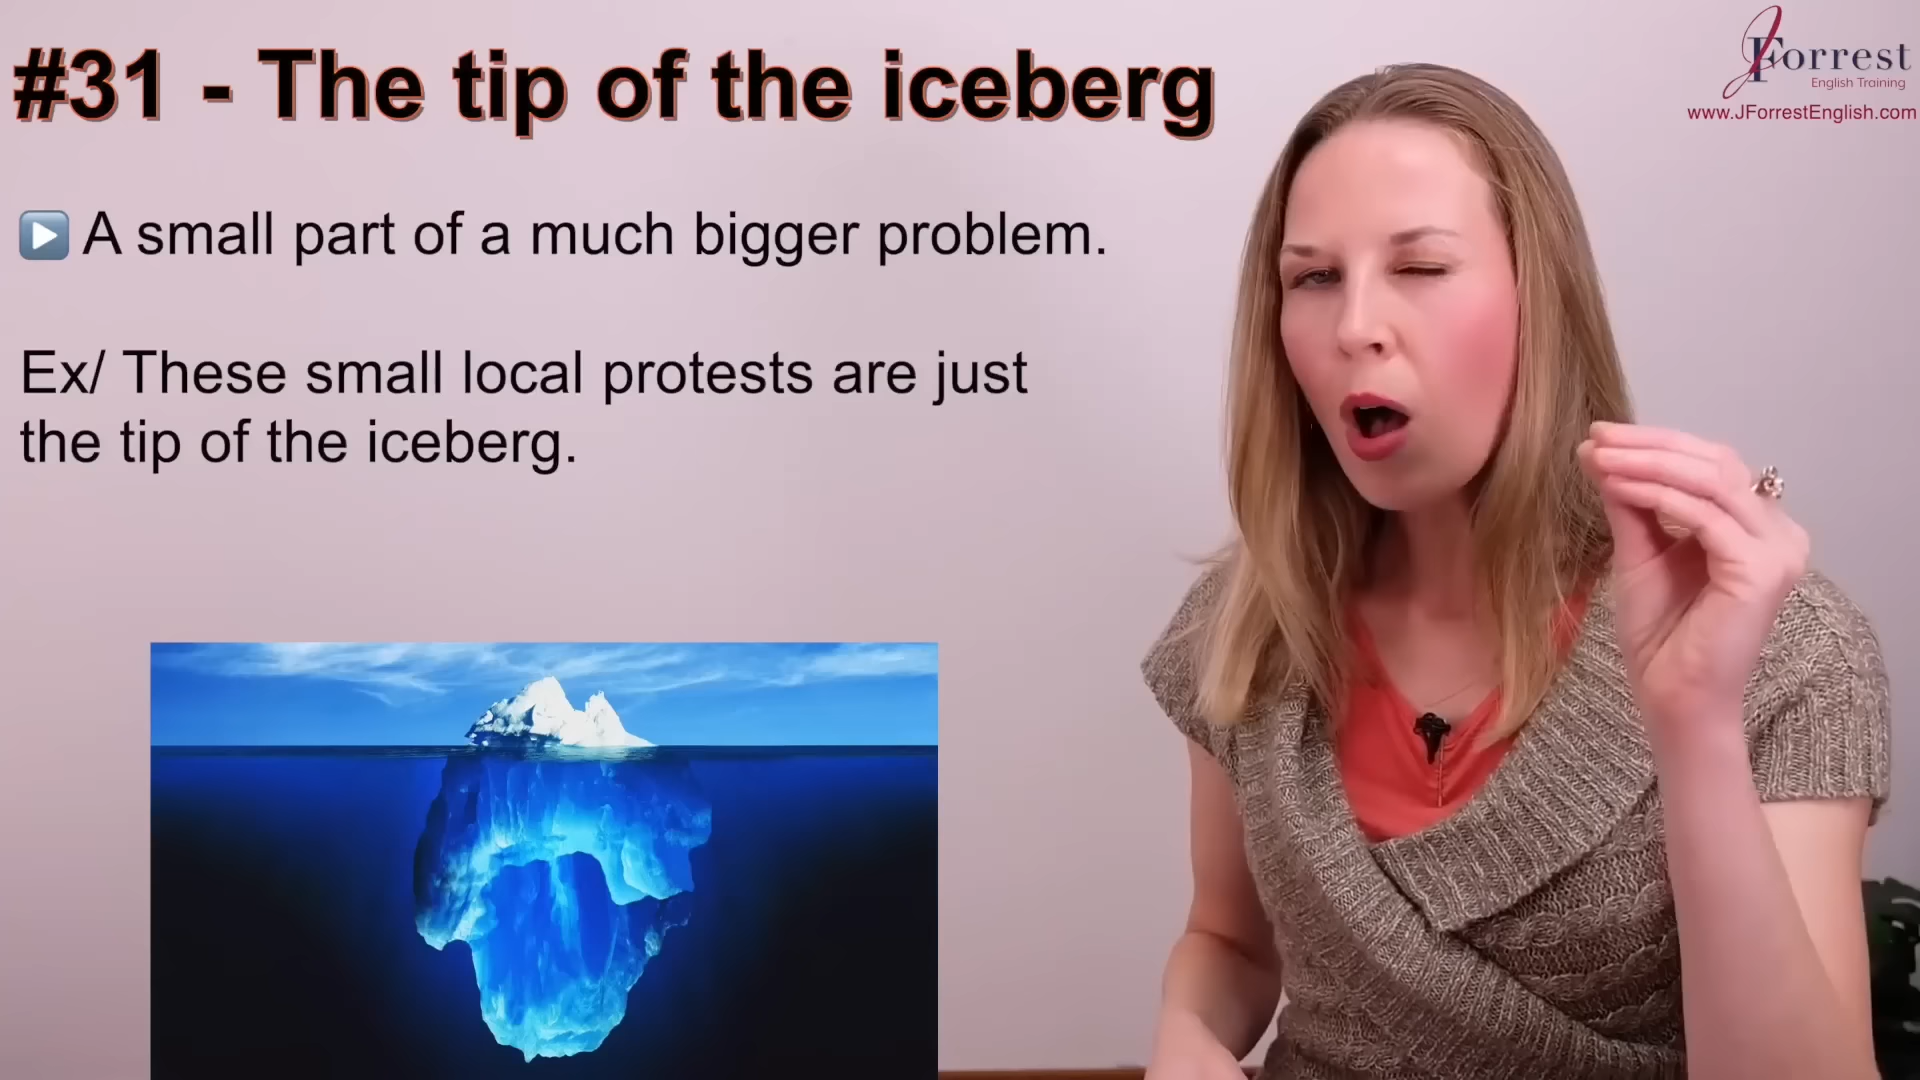 #31 - The tip of the iceberg
JForrest
English Training
www.JForrestEnglish.com
A small part of a much bigger problem.
Ex/ These small local protests are just
the tip of the iceberg.